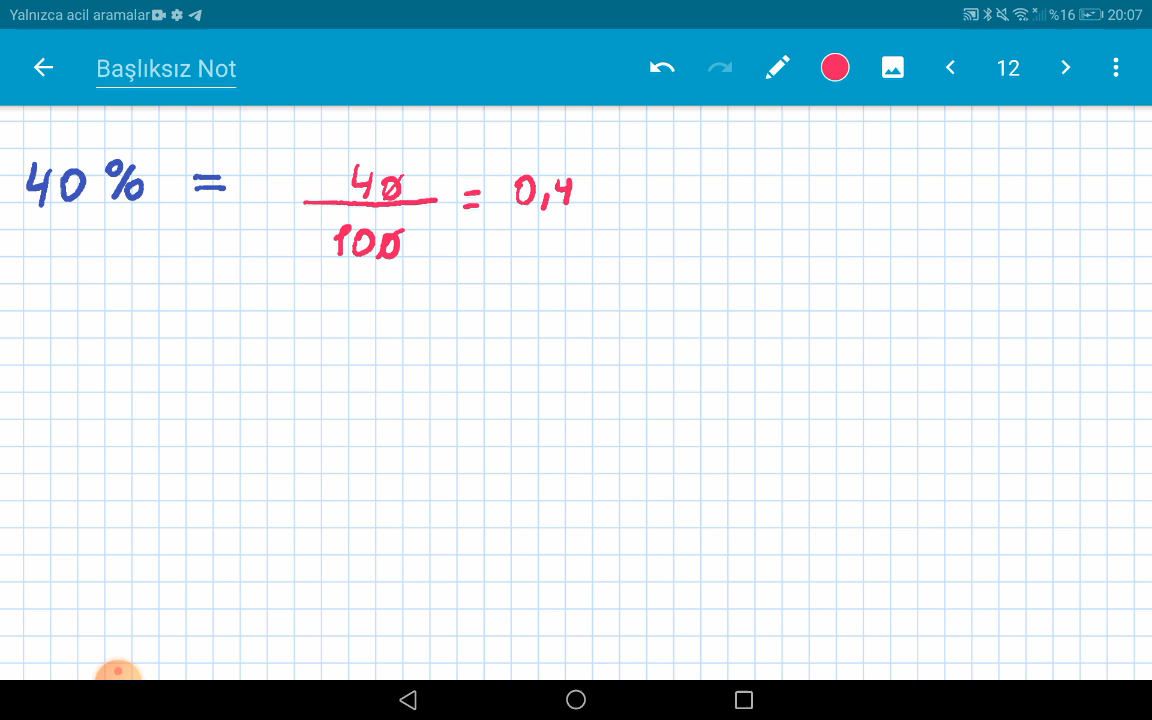 Yalnızca acil aramalar %16 20:07
Başlıksız Not 12
40 % = 40/100 = 0,4